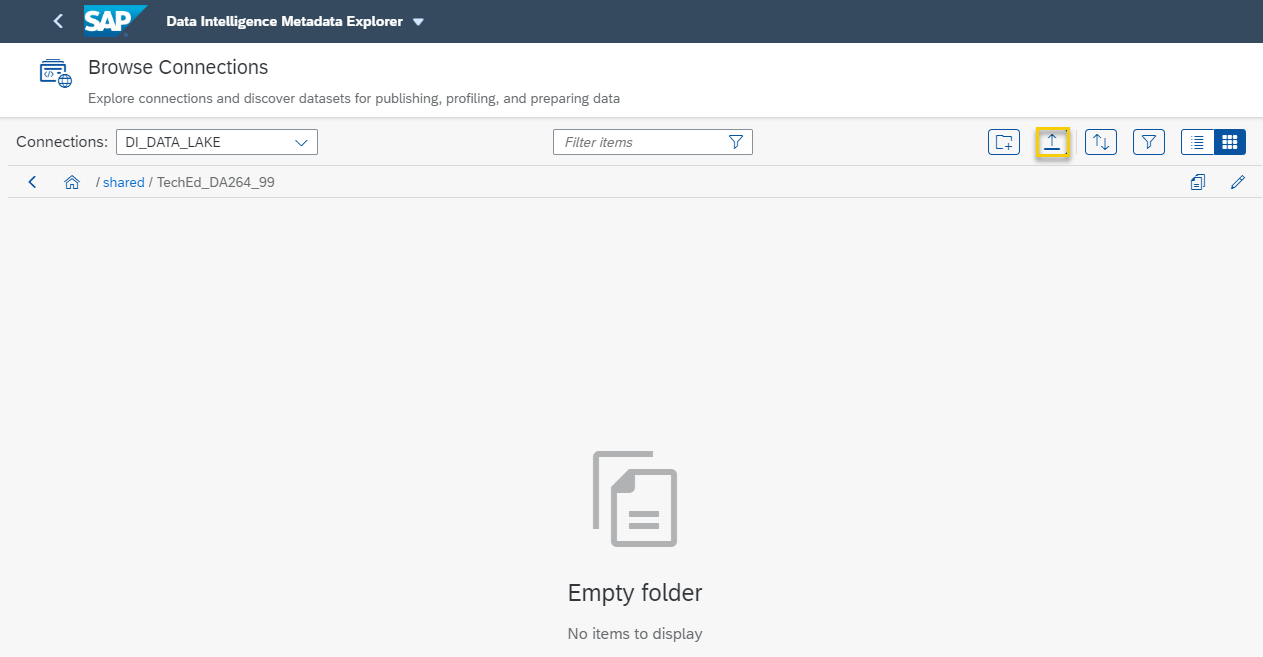 SAP Data Intelligence Metadata Explorer
Browse Connections
Explore connections and discover datasets for publishing, profiling, and preparing data
Connections: DI_DATA_LAKE Filter items
/ shared / TechEd_DA264_99
Empty folder
No items to display